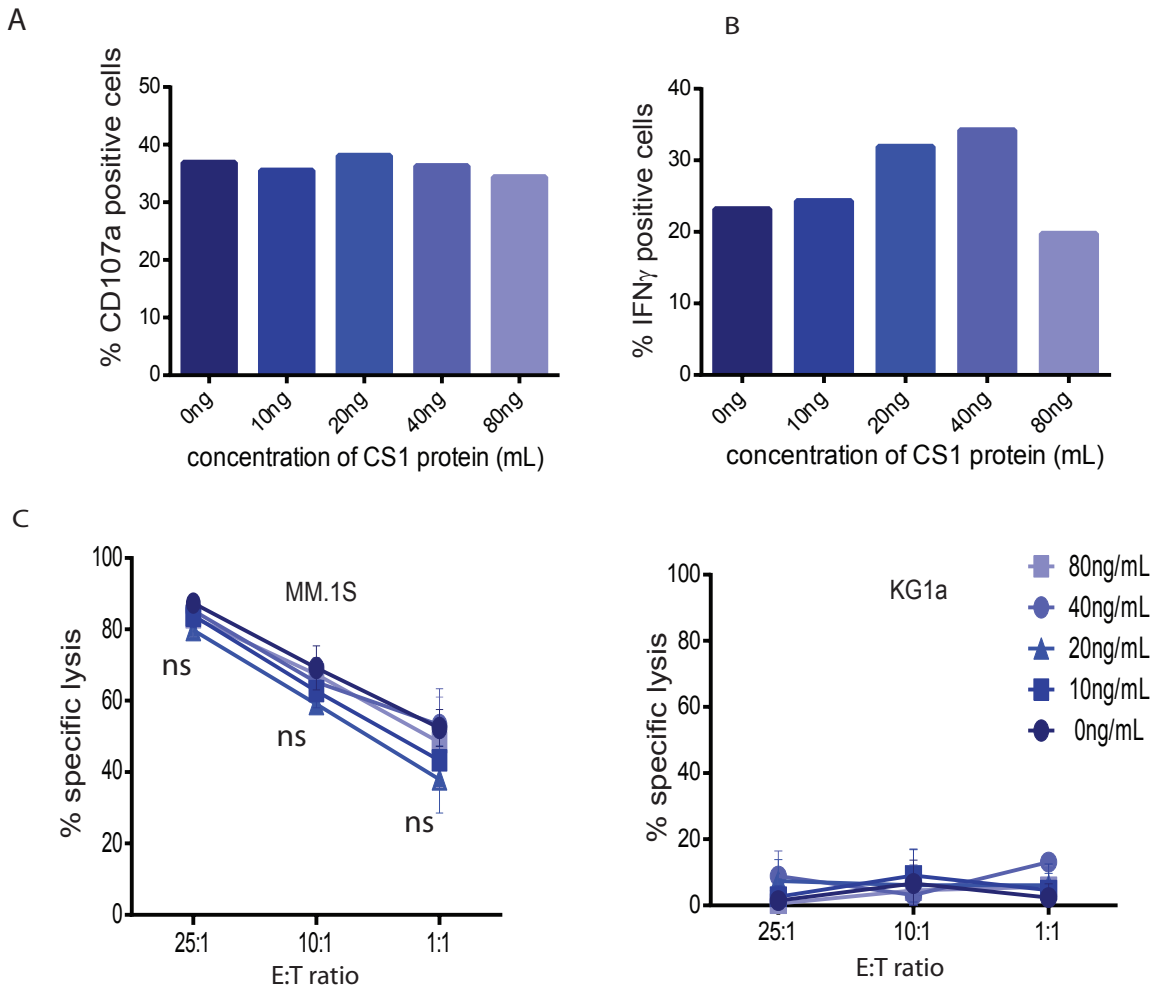 A
% CD107a positive cells
50
40
30
20
10
0
0ng
10ng
20ng
40ng
80ng
concentration of CS1 protein (mL)
B
% IFNγ positive cells
40
30
20
10
0
0ng
10ng
20ng
40ng
80ng
concentration of CS1 protein (mL)
C
MM.1S
% specific lysis
100
80
60
40
20
0
ns
ns
ns
25:1
10:1
1:1
E:T ratio
KG1a
% specific lysis
100
80
60
40
20
0
25:1
10:1
1:1
E:T ratio
80ng/mL
40ng/mL
20ng/mL
10ng/mL
0ng/mL